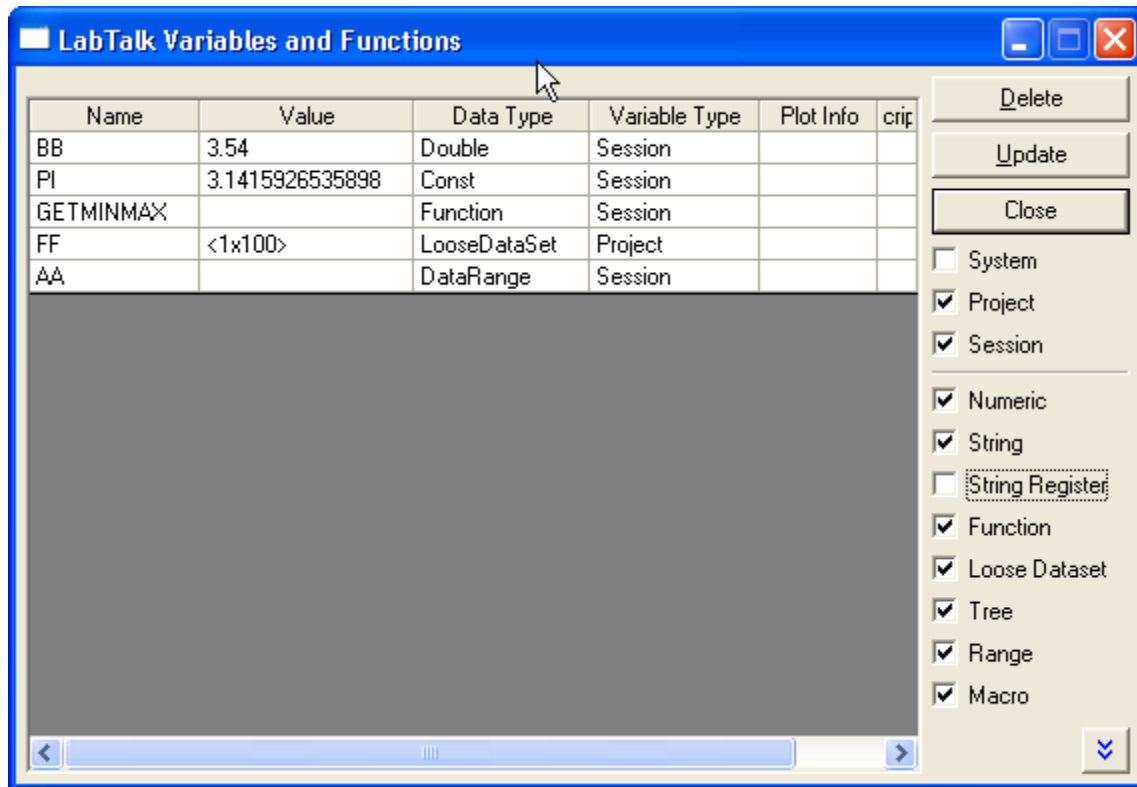 LabTalk Variables and Functions
Name Value Data Type Variable Type Plot Info crip
BB 3.54 Double Session
PI 3.1415926535898 Const Session
GETMINMAX Function Session
FF <1x100> LooseDataSet Project
AA DataRange Session
Delete
Update
Close
System
Project
Session
Numeric
String
String Register
Function
Loose Dataset
Tree
Range
Macro